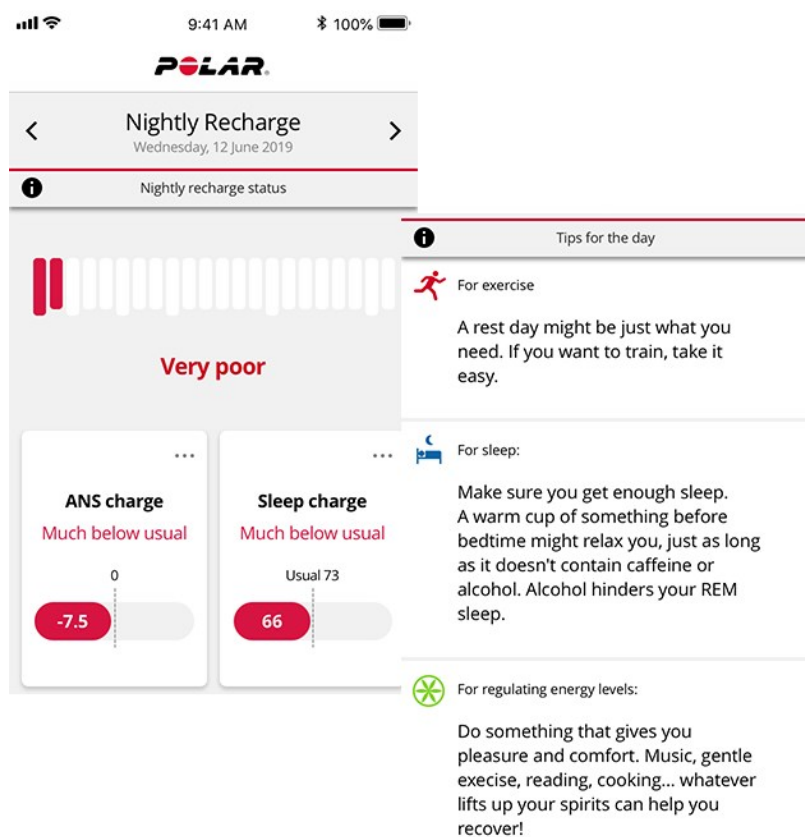 9:41 AM
100%
POLAR
Nightly Recharge
Wednesday, 12 June 2019
Nightly recharge status
Very poor
ANS charge
Much below usual
0
-7.5
Sleep charge
Much below usual
Usual 73
66
Tips for the day
For exercise
A rest day might be just what you
need. If you want to train, take it
easy.
For sleep:
Make sure you get enough sleep.
A warm cup of something before
bedtime might relax you, just as long
as it doesn't contain caffeine or
alcohol. Alcohol hinders your REM
sleep.
For regulating energy levels:
Do something that gives you
pleasure and comfort. Music, gentle
execise, reading, cooking... whatever
lifts up your spirits can help you
recover!